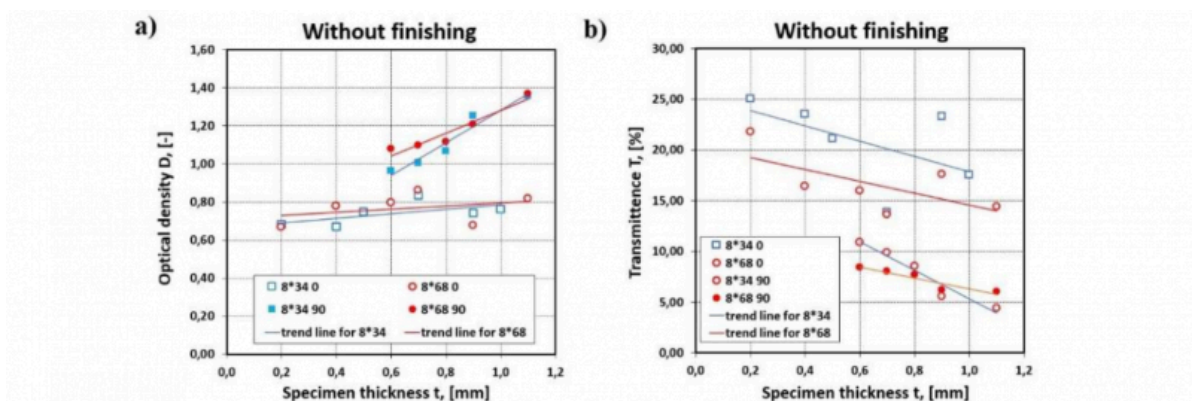 a)
Without finishing
1,60
1,40
1,20
1,00
0,80
0,60
0,40
0,20
0,00
Optical density D, [-]
8*34 0
8*68 0
8*34 90
8*68 90
trend line for 8*34
trend line for 8*68
0,0 0,2 0,4 0,6 0,8 1,0 1,2
Specimen thickness t, [mm]
b)
Without finishing
30,00
25,00
20,00
15,00
10,00
5,00
0,00
Transmittence T, [%]
8*34 0
8*68 0
8*34 90
8*68 90
trend line for 8*34
trend line for 8*68
0,0 0,2 0,4 0,6 0,8 1,0 1,2
Specimen thickness t, [mm]